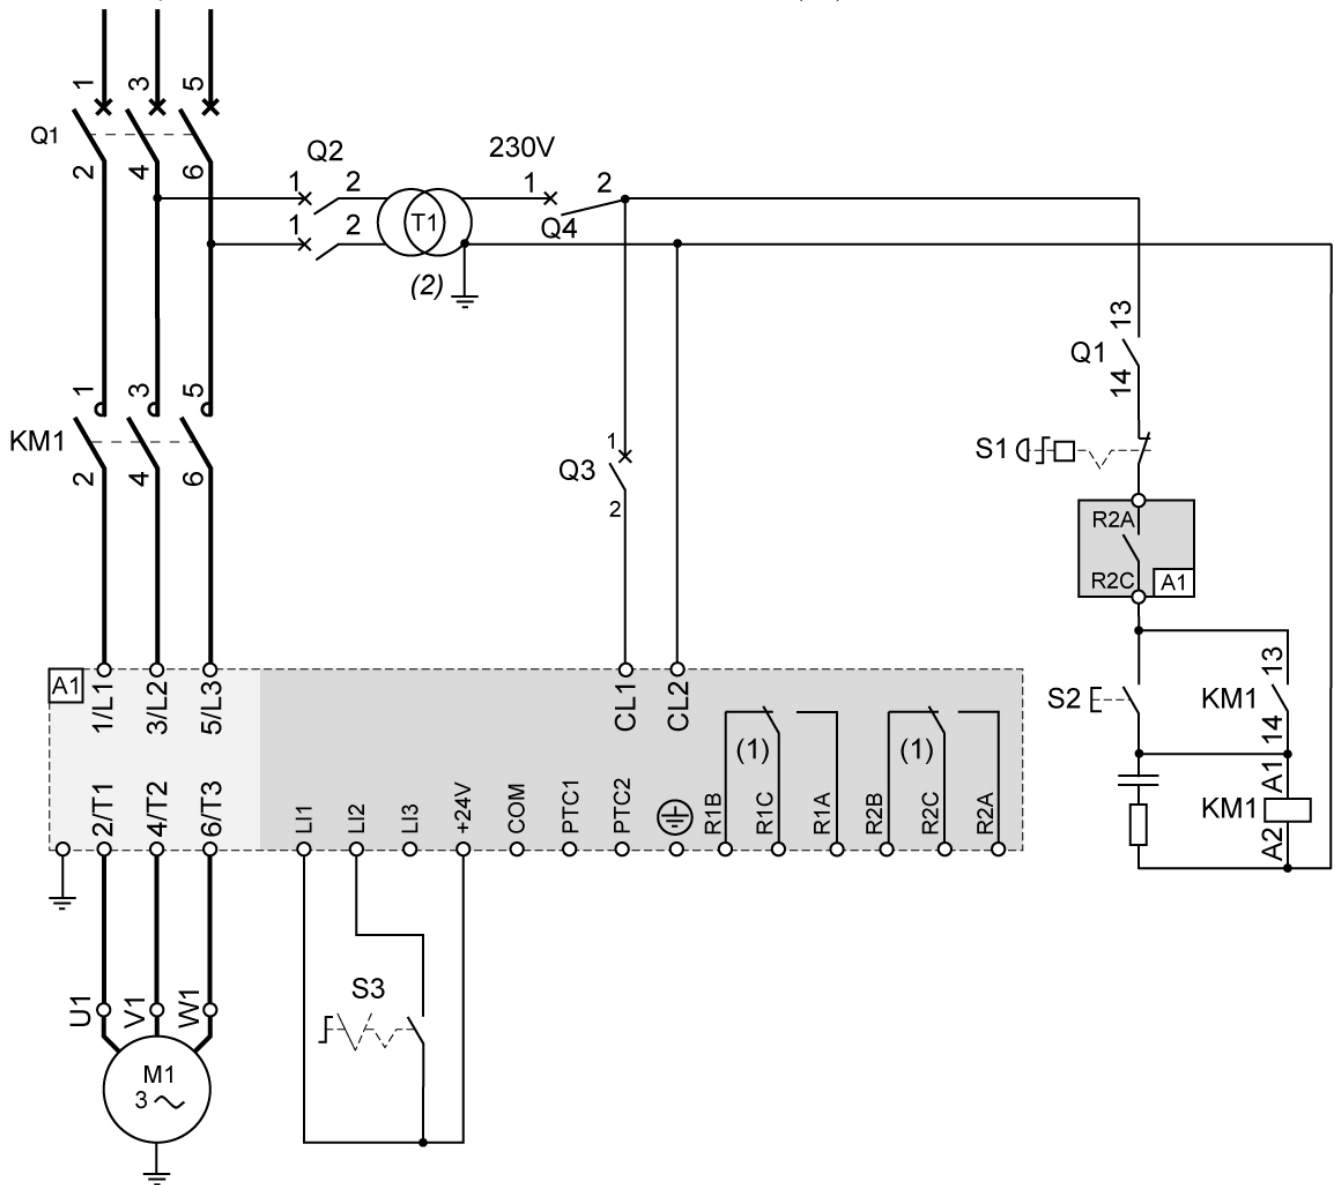 1 3 5
Q1
2 4 6
Q2
230V
1 2
1 2
1 2
T1
Q4
(2)
13
Q1
14
1 3 5
KM1
2 4 6
1
Q3
2
S1
R2A
R2C A1
A1
1/L1 3/L2 5/L3
CL1 CL2
S2
13
KM1
14
(1) (1)
2/T1 4/T2 6/T3
LI1 LI2 LI3 +24V COM PTC1 PTC2 R1B R1C R1A R2B R2C R2A
A1
KM1
A2
S3
U1 V1 W1
M1
3 ~